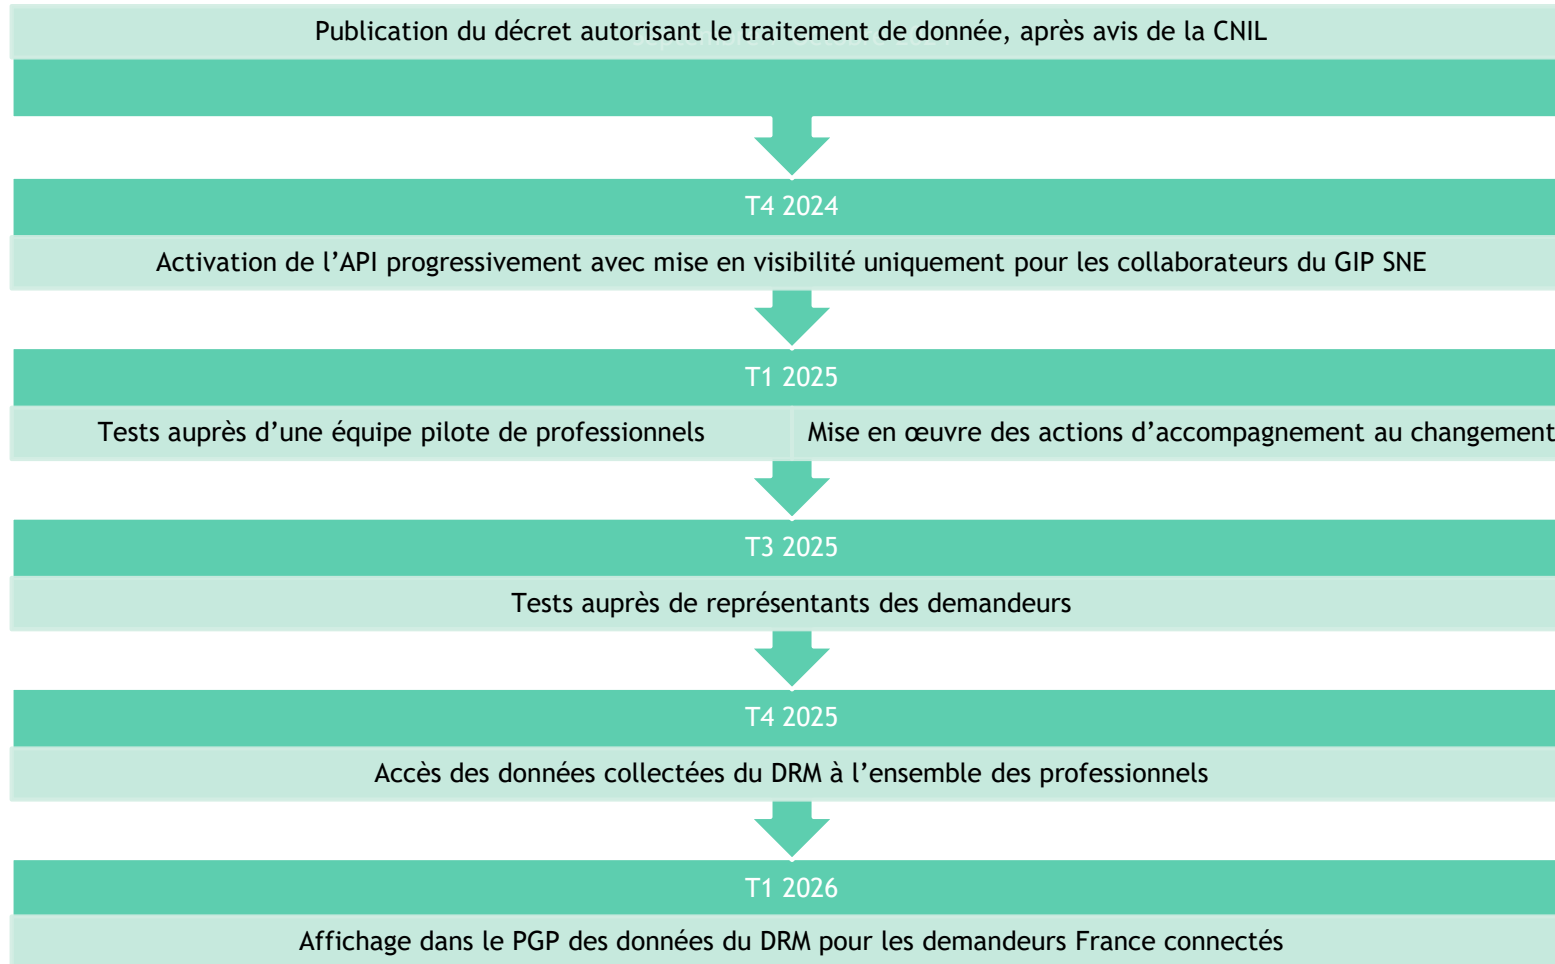 Publication du décret autorisant le traitement de donnée, après avis de la CNIL
T4 2024
Activation de l’API progressivement avec mise en visibilité uniquement pour les collaborateurs du GIP SNE
T1 2025
Tests auprès d’une équipe pilote de professionnels
Mise en œuvre des actions d’accompagnement au changement
T3 2025
Tests auprès de représentants des demandeurs
T4 2025
Accès des données collectées du DRM à l’ensemble des professionnels
T1 2026
Affichage dans le PGP des données du DRM pour les demandeurs France connectés